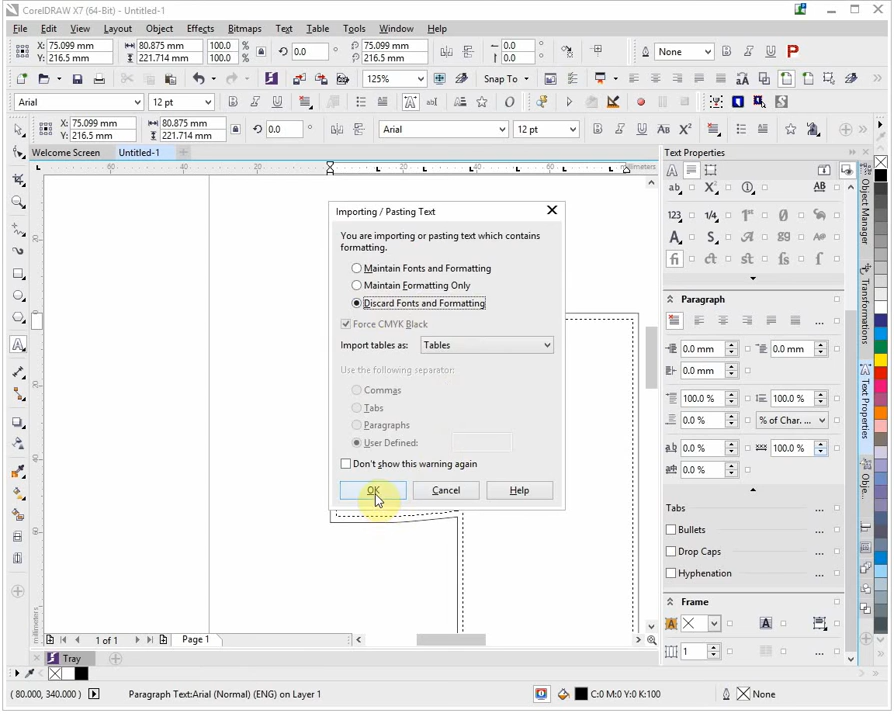 CorelDRAW X7 (64-Bit) - Untitled-1
File Edit View Layout Object Effects Bitmaps Text Table Tools Window Help
X: 75.099 mm 80.875 mm 100.0 % 0.0 ° 75.099 mm 0.0 ° None
Y: 216.5 mm 221.714 mm 100.0 % 216.5 mm 0.0 °
125% Snap To
Arial 12 pt
X: 75.099 mm 80.875 mm 0.0 ° Arial 12 pt
Y: 216.5 mm 221.714 mm
Welcome Screen Untitled-1
Text Properties
millimeters
Importing / Pasting Text
You are importing or pasting text which contains
formatting.
Maintain Fonts and Formatting
Maintain Formatting Only
Discard Fonts and Formatting
Force CMYK Black
Import tables as: Tables
Use the following separator:
Commas
Tabs
Paragraphs
User Defined:
Don't show this warning again
OK Cancel Help
Paragraph
0.0 mm 0.0 mm
0.0 mm
100.0 % 100.0 %
0.0 % % of Char. ...
0.0 % 100.0 %
0.0 %
Tabs
Bullets
Drop Caps
Hyphenation
Frame
1
Object Manager
Transformations
Text Properties
Obje...
millimeters
1 of 1 Page 1
Tray
( 80.000, 340.000 ) Paragraph Text:Arial (Normal) (ENG) on Layer 1 C:0 M:0 Y:0 K:100 None